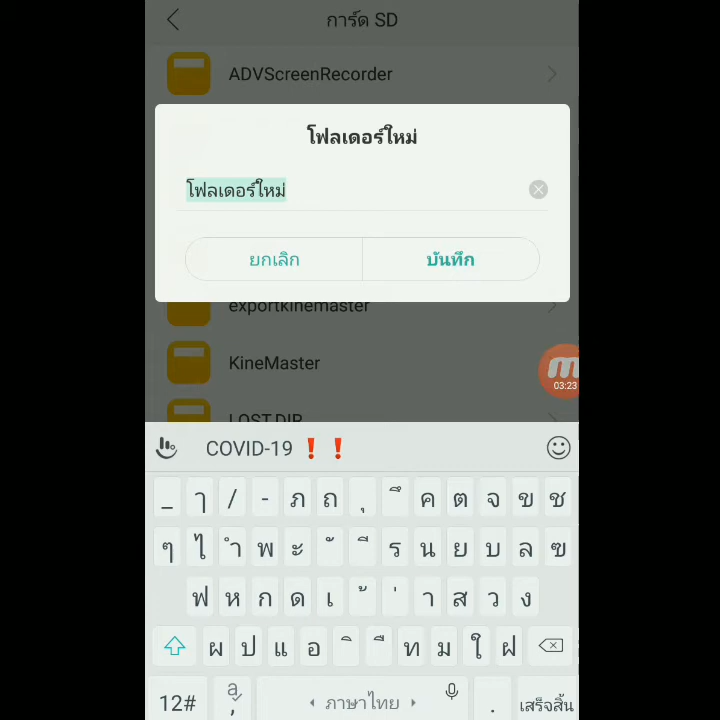 การ์ด SD
ADVScreenRecorder
โฟลเดอร์ใหม่
โฟลเดอร์ใหม่
ยกเลิก บันทึก
exportkinemaster
KineMaster
03:23
LOST.DIR
COVID-19 ❗❗
_ ๅ / - ภ ถ ุ ึ ค ต จ ข ช
ๆ ไ ำ พ ะ ั ี ร น ย บ ล ฃ
ฟ ห ก ด เ ้ ่ า ส ว ง
ผ ป แ อ ิ ื ท ม ใ ฝ
12# , ภาษาไทย . เสร็จสิ้น